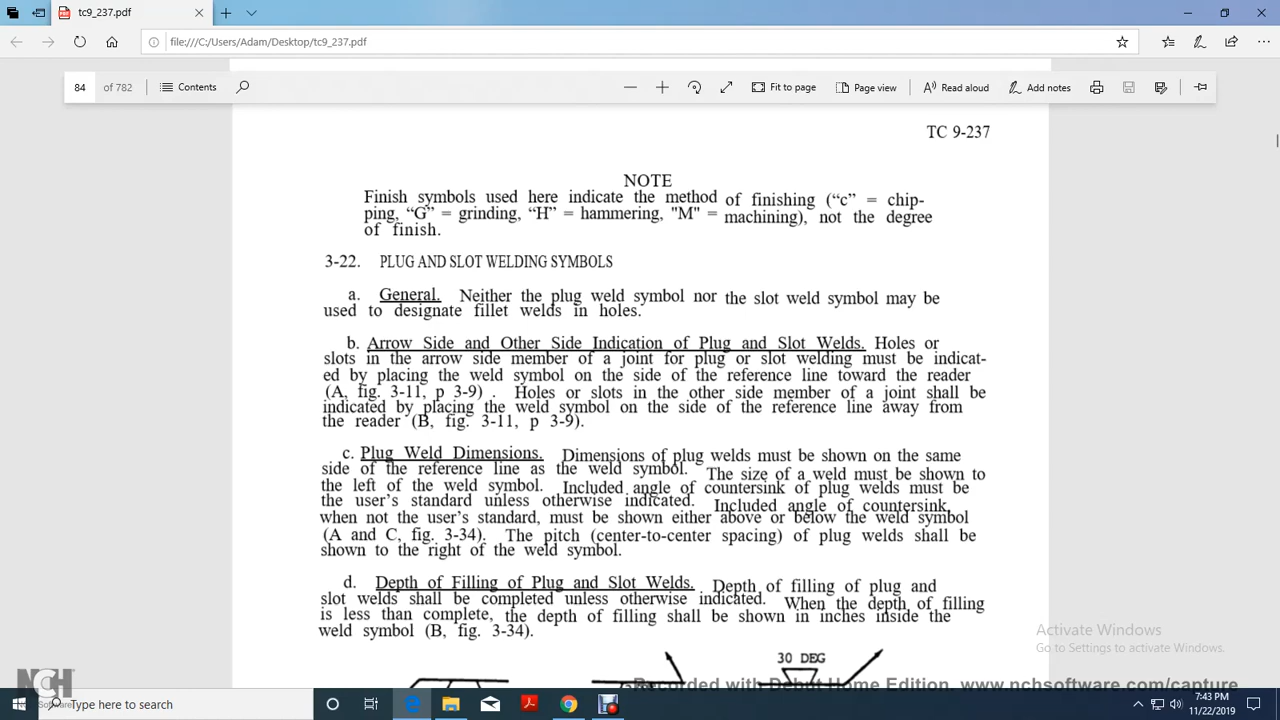 tc9_237.pdf
file:///C:/Users/Adam/Desktop/tc9_237.pdf
84 of 782 Contents Fit to page Page view Read aloud Add notes
TC 9-237
NOTE
Finish symbols used here indicate the method of finishing (“c” = chip-
ping, “G” = grinding, “H” = hammering, "M" = machining), not the degree
of finish.
3-22. PLUG AND SLOT WELDING SYMBOLS
a. General. Neither the plug weld symbol nor the slot weld symbol may be
used to designate fillet welds in holes.
b. Arrow Side and Other Side Indication of Plug and Slot Welds. Holes or
slots in the arrow side member of a joint for plug or slot welding must be indicat-
ed by placing the weld symbol on the side of the reference line toward the reader
(A, fig. 3-11, p 3-9) . Holes or slots in the other side member of a joint shall be
indicated by placing the weld symbol on the side of the reference line away from
the reader (B, fig. 3-11, p 3-9).
c. Plug Weld Dimensions. Dimensions of plug welds must be shown on the same
side of the reference line as the weld symbol. The size of a weld must be shown to
the left of the weld symbol. Included angle of countersink of plug welds must be
the user's standard unless otherwise indicated. Included angle of countersink,
when not the user's standard, must be shown either above or below the weld symbol
(A and C, fig. 3-34). The pitch (center-to-center spacing) of plug welds shall be
shown to the right of the weld symbol.
d. Depth of Filling of Plug and Slot Welds. Depth of filling of plug and
slot welds shall be completed unless otherwise indicated. When the depth of filling
is less than complete, the depth of filling shall be shown in inches inside the
weld symbol (B, fig. 3-34).
30 DEG
Activate Windows
Go to Settings to activate Windows.
NCH
Software
Recorded with Debut Home Edition. www.nchsoftware.com/capture
Type here to search
7:43 PM
11/22/2019